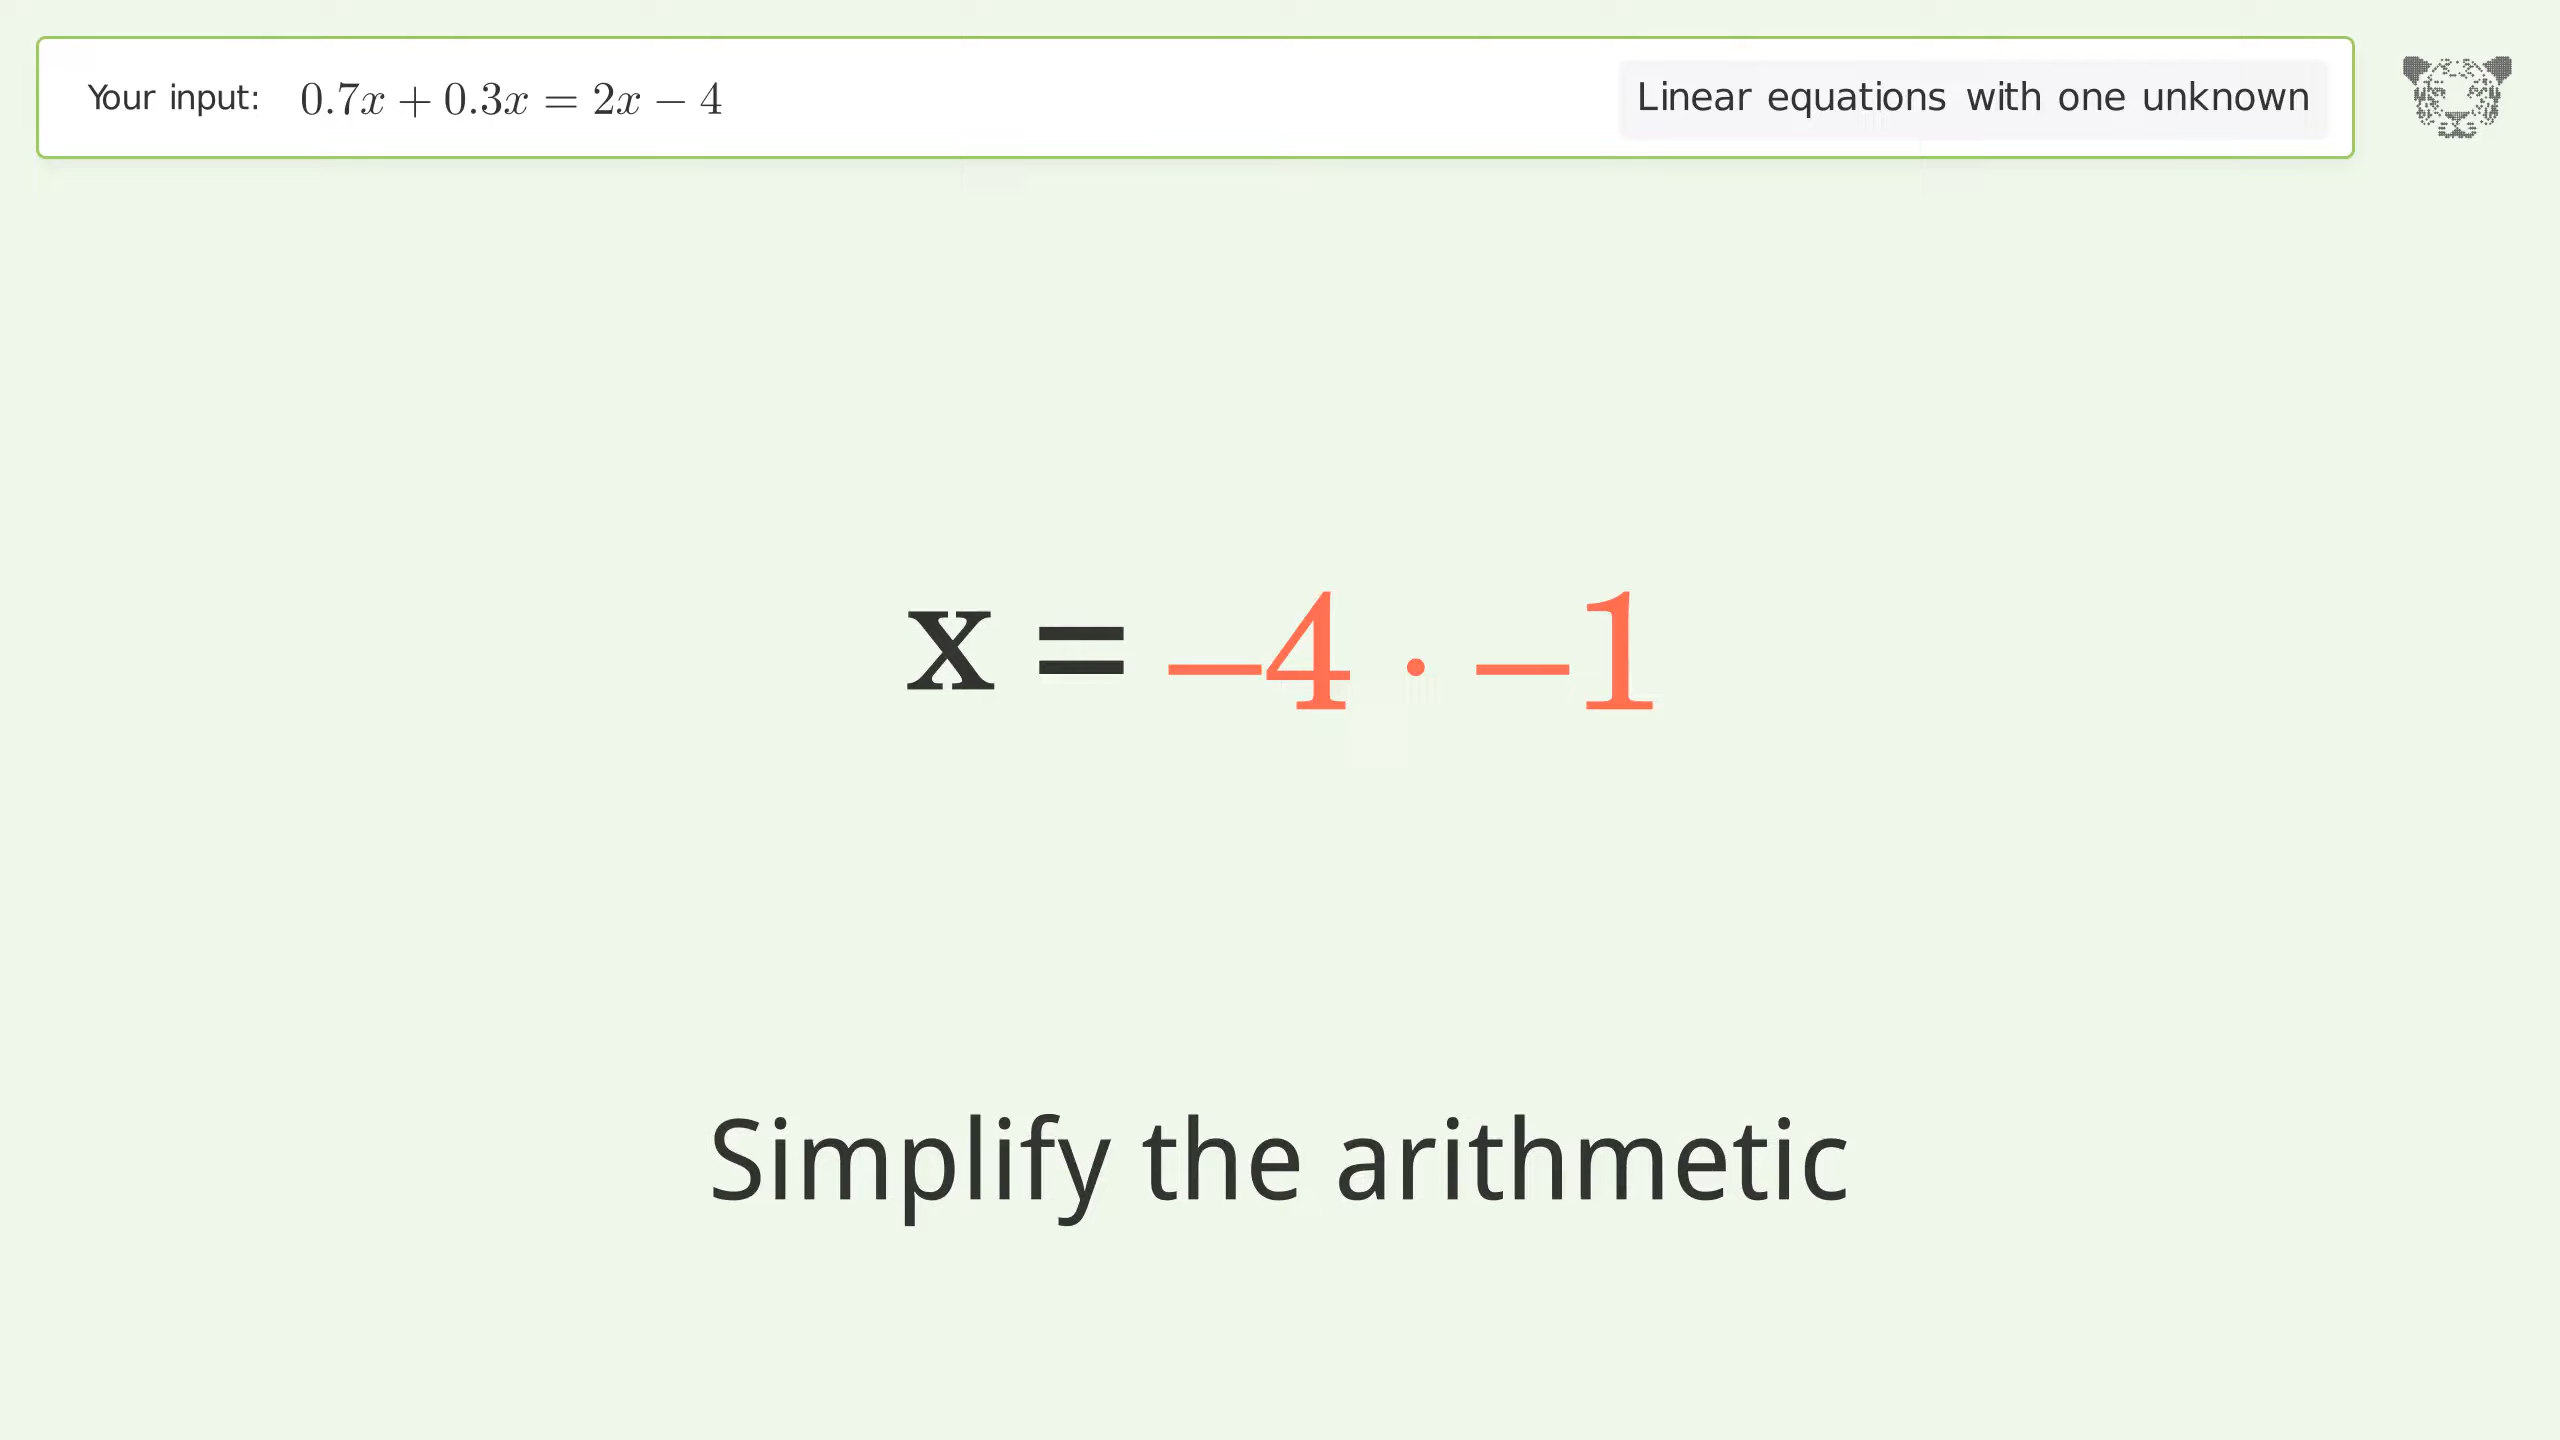 Your input: 0.7x + 0.3x = 2x − 4
Linear equations with one unknown
x = −4 · −1
Simplify the arithmetic